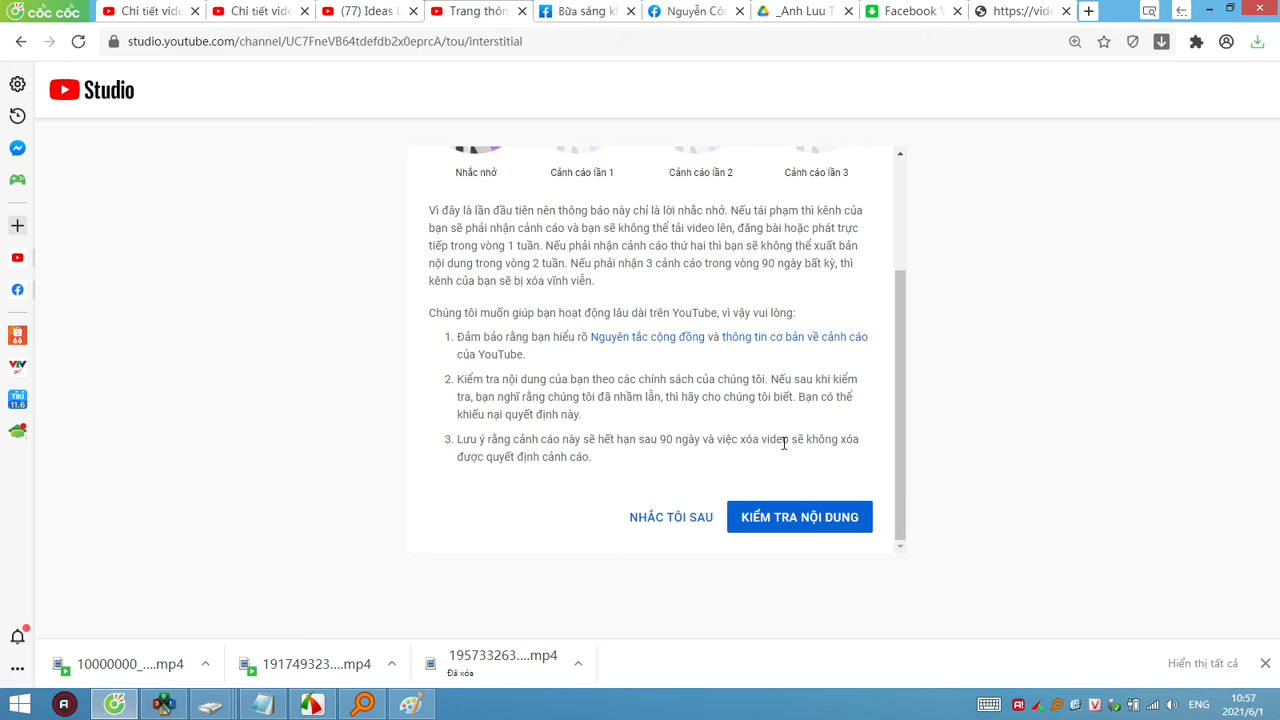 CỐC CỐC
Chi tiết vide
Chi tiết vide
(77) Ideas L
Trang thôn
Bữa sáng k
Nguyễn Cô
_Anh Luu T
Facebook V
https://vide
studio.youtube.com/channel/UC7FneVB64tdefdb2x0eprcA/tou/interstitial
Studio
Nhắc nhở
Cảnh cáo lần 1
Cảnh cáo lần 2
Cảnh cáo lần 3
Vì đây là lần đầu tiên nên thông báo này chỉ là lời nhắc nhở. Nếu tái phạm thì kênh của
bạn sẽ phải nhận cảnh cáo và bạn sẽ không thể tải video lên, đăng bài hoặc phát trực
tiếp trong vòng 1 tuần. Nếu phải nhận cảnh cáo thứ hai thì bạn sẽ không thể xuất bản
nội dung trong vòng 2 tuần. Nếu phải nhận 3 cảnh cáo trong vòng 90 ngày bất kỳ, thì
kênh của bạn sẽ bị xóa vĩnh viễn.
Chúng tôi muốn giúp bạn hoạt động lâu dài trên YouTube, vì vậy vui lòng:
1. Đảm bảo rằng bạn hiểu rõ Nguyên tắc cộng đồng và thông tin cơ bản về cảnh cáo
của YouTube.
2. Kiểm tra nội dung của bạn theo các chính sách của chúng tôi. Nếu sau khi kiểm
tra, bạn nghĩ rằng chúng tôi đã nhầm lẫn, thì hãy cho chúng tôi biết. Bạn có thể
khiếu nại quyết định này.
3. Lưu ý rằng cảnh cáo này sẽ hết hạn sau 90 ngày và việc xóa video sẽ không xóa
được quyết định cảnh cáo.
NHẮC TÔI SAU
KIỂM TRA NỘI DUNG
10000000_....mp4
191749323....mp4
195733263....mp4
Đã xóa
Hiển thị tất cả
ENG
10:57
2021/6/1